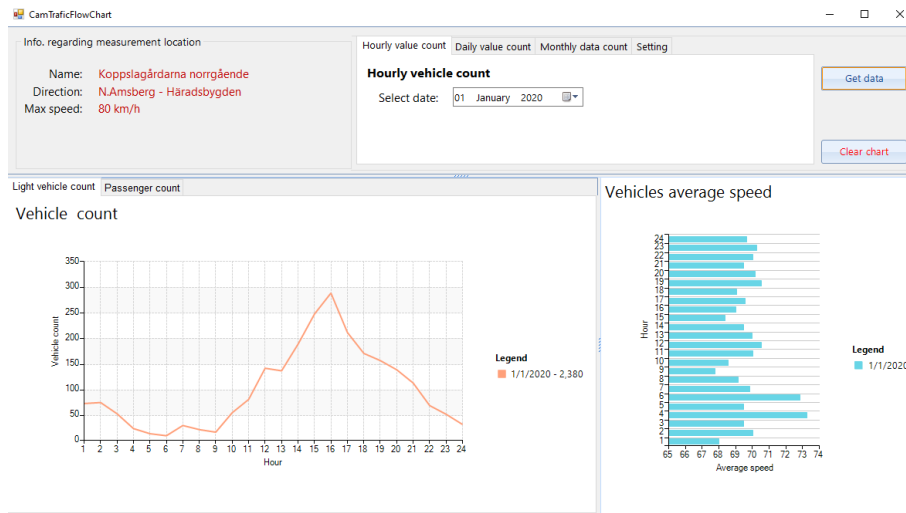 CamTraficFlowChart
Info. regarding measurement location
Name: Koppslagårdarna norrgående
Direction: N.Amsberg - Häradsbygden
Max speed: 80 km/h
Hourly value count Daily value count Monthly data count Setting
Hourly vehicle count
Select date: 01 January 2020
Get data
Clear chart
Light vehicle count Passenger count
Vehicle count
350
300
250
200
150
100
50
0
Vehicle count
1 2 3 4 5 6 7 8 9 10 11 12 13 14 15 16 17 18 19 20 21 22 23 24
Hour
Legend
1/1/2020 - 2,380
Vehicles average speed
24
23
22
21
20
19
18
17
16
15
14
13
12
11
10
9
8
7
6
5
4
3
2
1
Hour
65 66 67 68 69 70 71 72 73 74
Average speed
Legend
1/1/2020